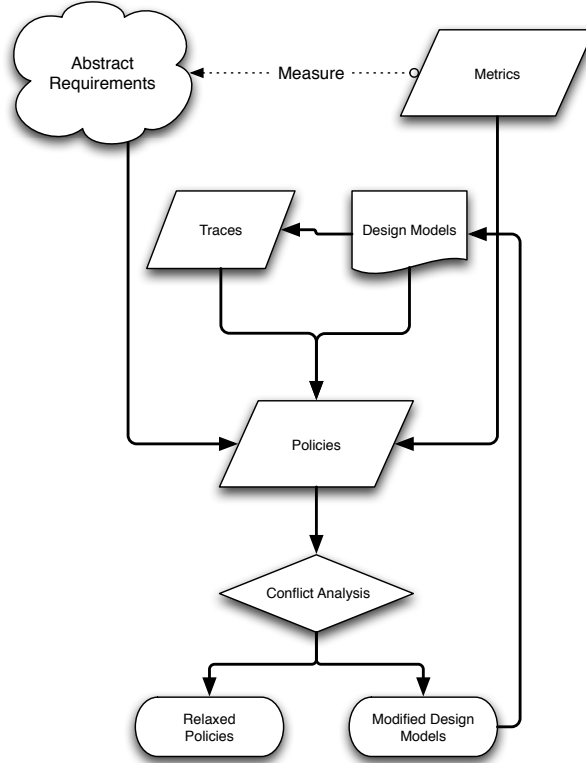 Abstract
Requirements
Measure
Metrics
Traces
Design Models
Policies
Conflict Analysis
Relaxed
Policies
Modified Design
Models